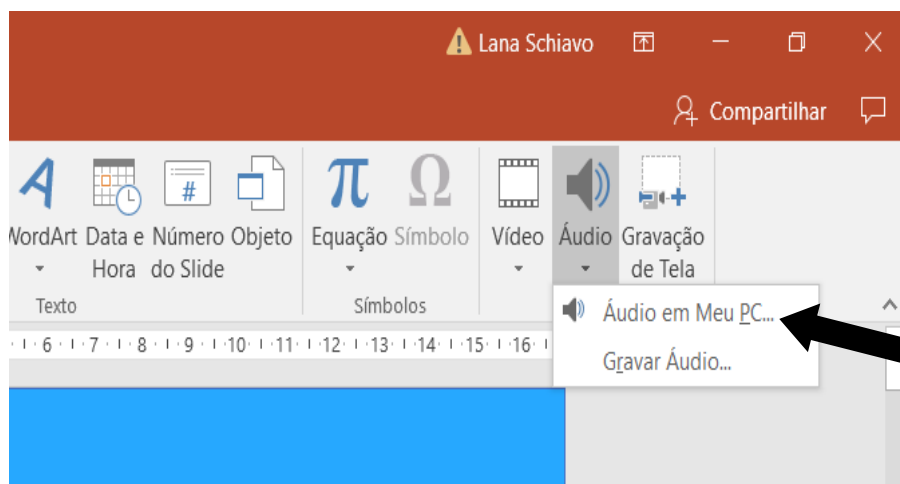 Lana Schiavo
Compartilhar
WordArt Data e Hora Número do Slide Objeto Equação Símbolo Vídeo Áudio Gravação de Tela
Texto Símbolos
Áudio em Meu PC...
6 7 8 9 10 11 12 13 14 15 16
Gravar Áudio...